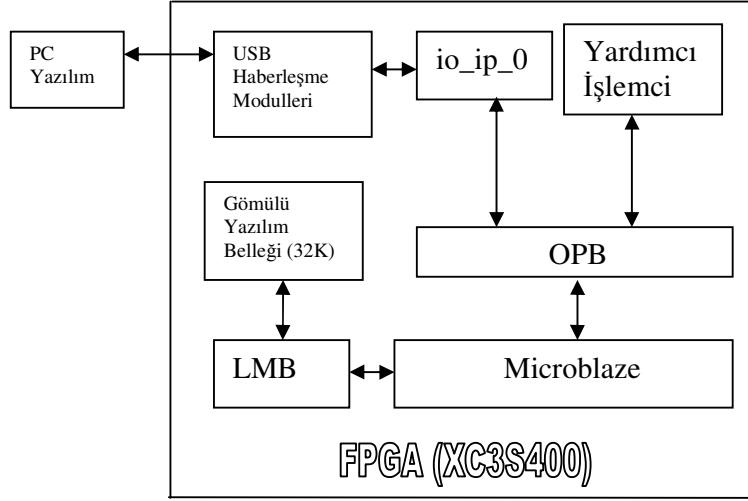 PC
Yazılım
USB
Haberleşme
Modulleri
io_ip_0
Yardımcı
İşlemci
Gömülü
Yazılım
Belleği (32K)
OPB
LMB
Microblaze
FPGA (XC3S400)